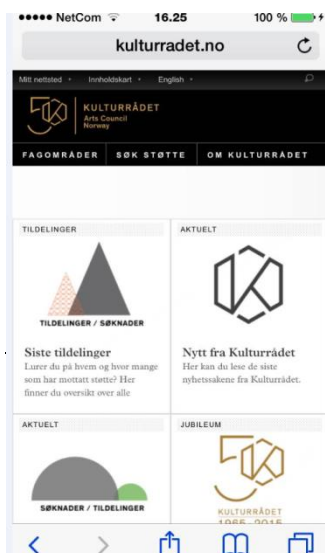 NetCom 16.25 100 %
kulturradet.no
Mitt nettsted Innholdskart English
KULTURRÅDET
Arts Council
Norway
FAGOMRÅDER SØK STØTTE OM KULTURRÅDET
TILDELINGER
TILDELINGER / SØKNADER
Siste tildelinger
Lurer du på hvem og hvor mange
som har mottatt støtte? Her
finner du oversikt over alle
AKTUELT
Nytt fra Kulturrådet
Her kan du lese de siste
nyhetssakene fra Kulturrådet.
AKTUELT
SØKNADER / TILDELINGER
JUBILEUM
KULTURRÅDET
1965–2015